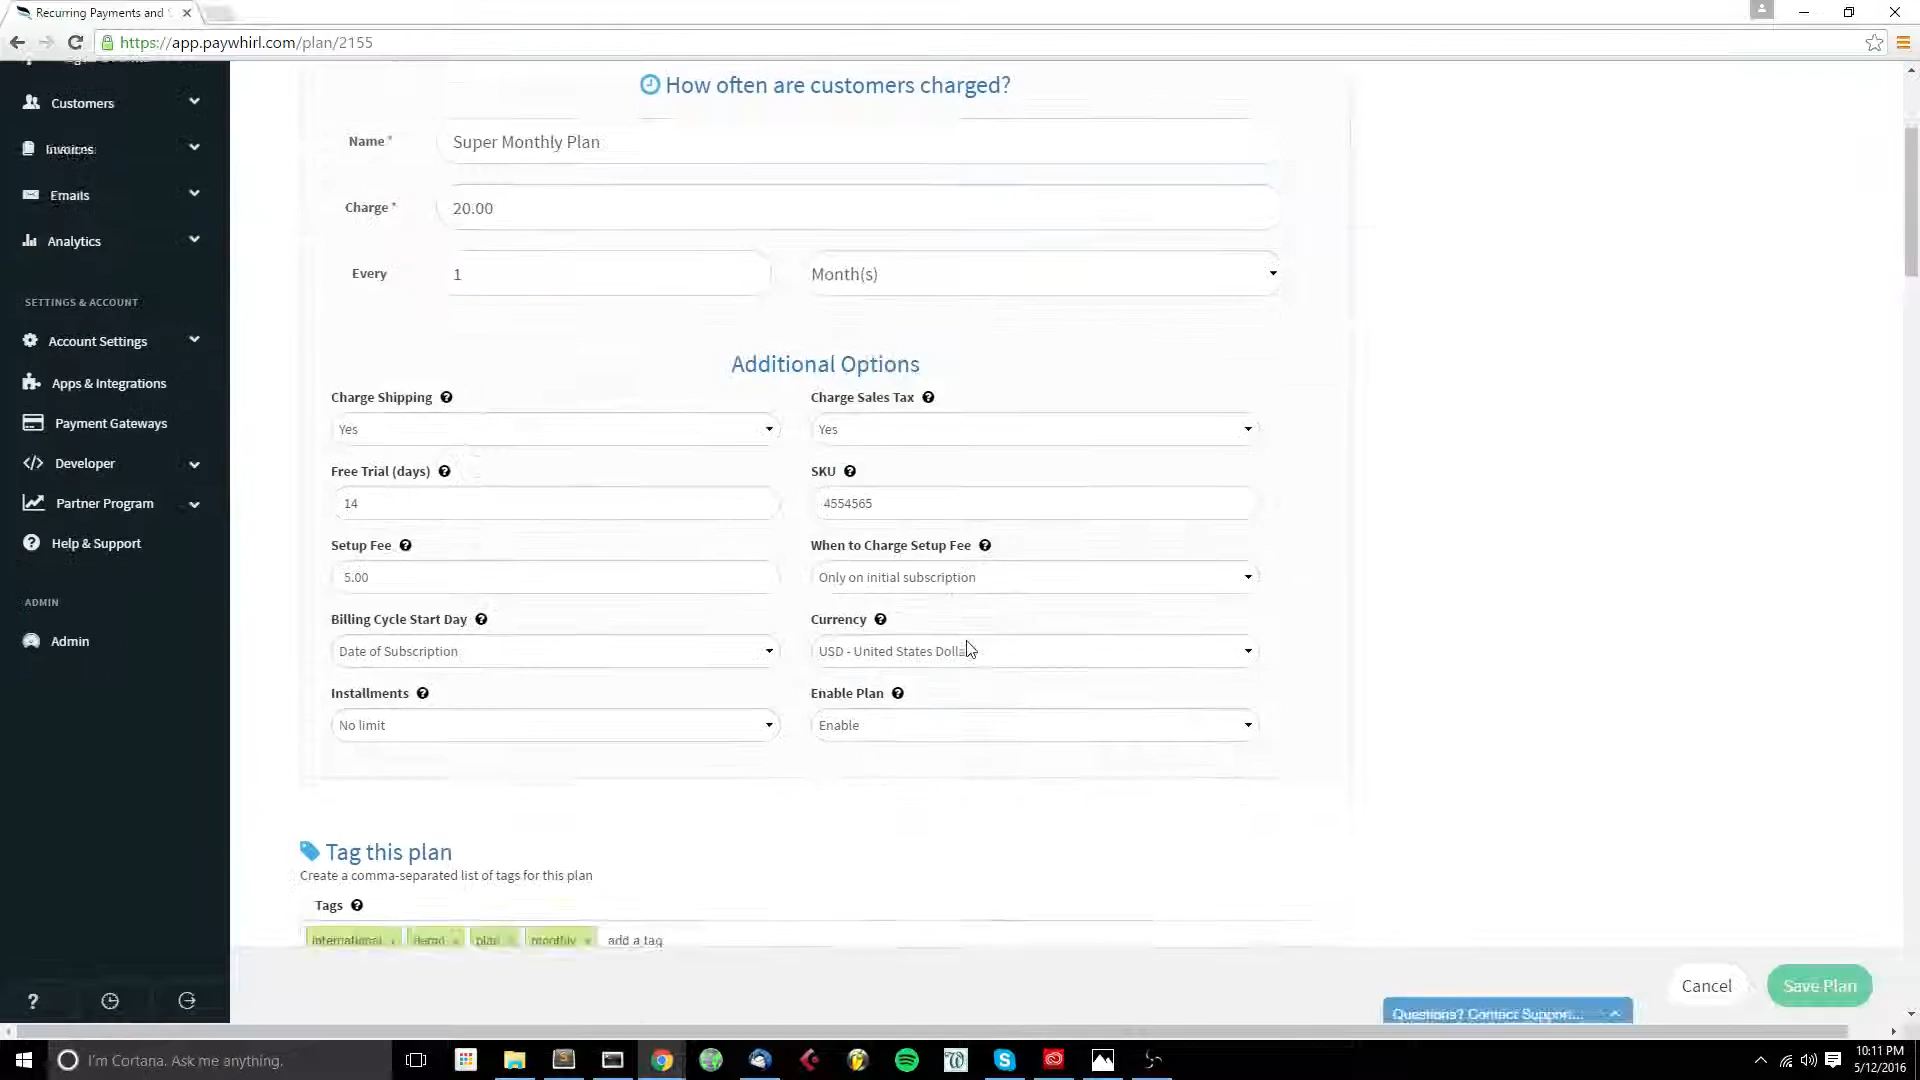 Recurring Payments and
https://app.paywhirl.com/plan/2155
Customers
Invoices
Emails
Analytics
SETTINGS & ACCOUNT
Account Settings
Apps & Integrations
Payment Gateways
Developer
Partner Program
Help & Support
ADMIN
Admin
How often are customers charged?
Name *
Super Monthly Plan
Charge *
20.00
Every
1
Month(s)
Additional Options
Charge Shipping
Charge Sales Tax
Yes
Yes
Free Trial (days)
SKU
14
4554565
Setup Fee
When to Charge Setup Fee
5.00
Only on initial subscription
Billing Cycle Start Day
Currency
Date of Subscription
USD - United States Dollar
Installments
Enable Plan
No limit
Enable
Tag this plan
Create a comma-separated list of tags for this plan
Tags
international
plan
monthly
add a tag
Cancel
Save Plan
Questions? Contact Support...
I'm Cortana. Ask me anything.
10:11 PM
5/12/2016